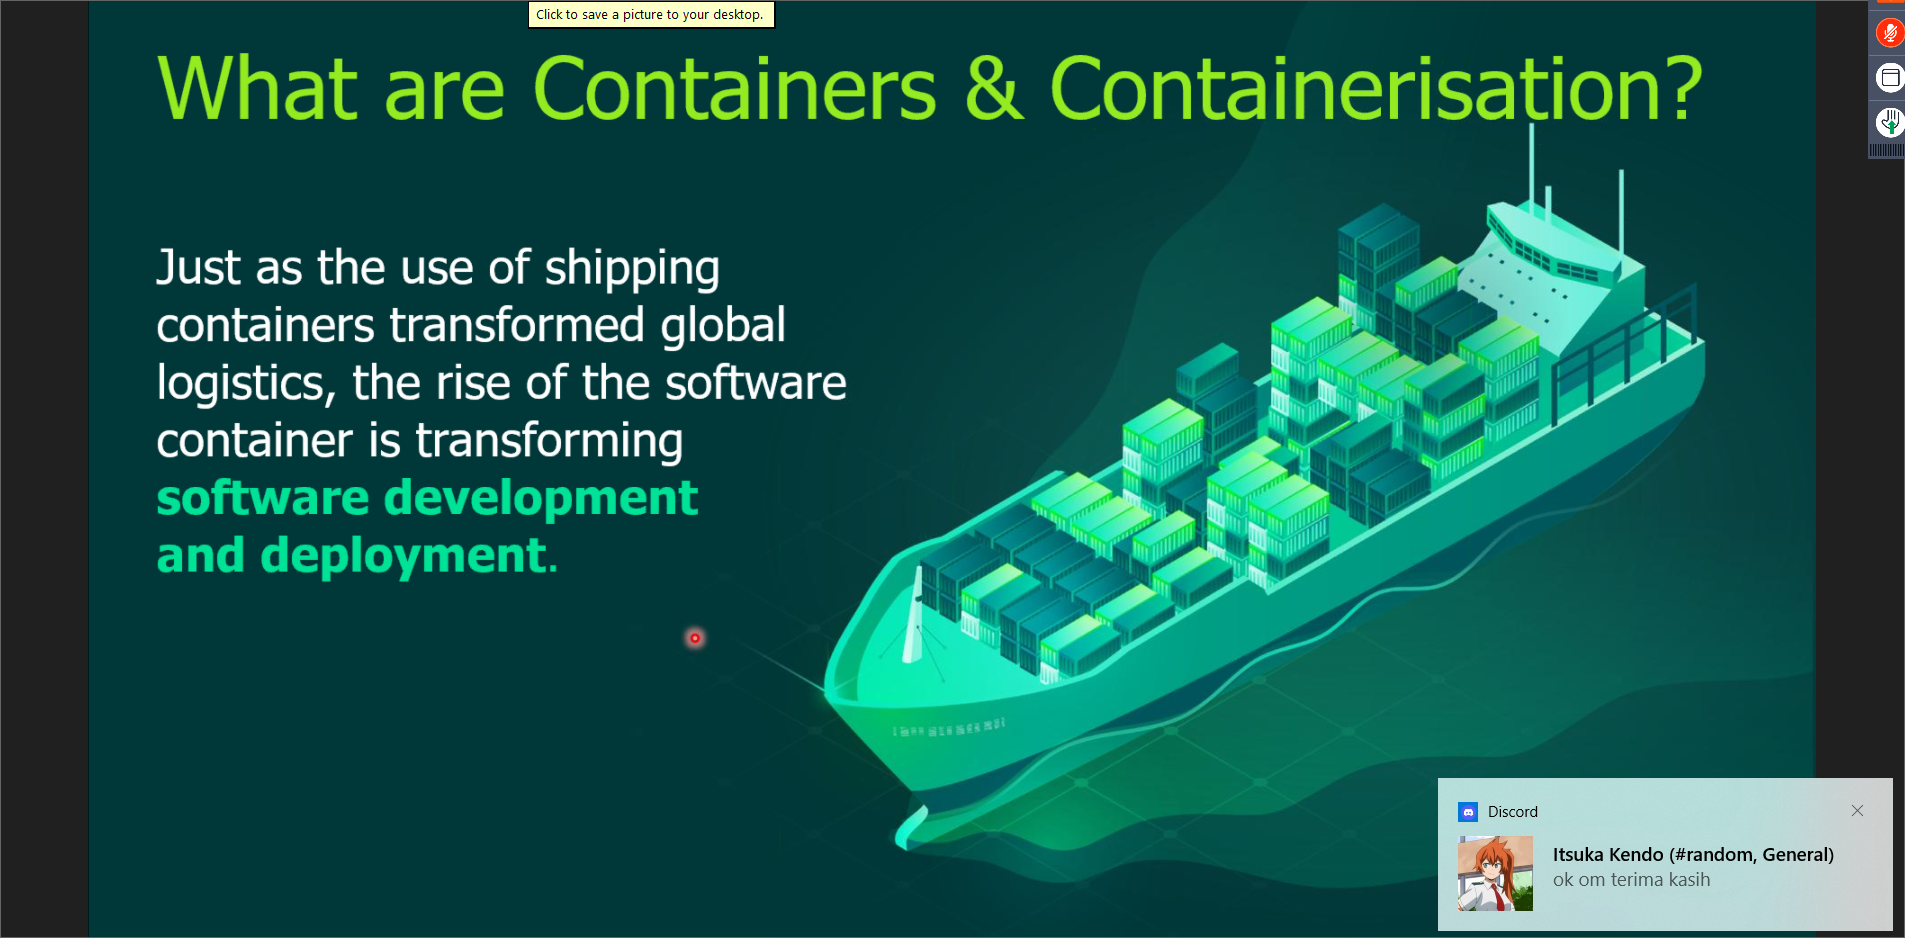 Click to save a picture to your desktop.
What are Containers & Containerisation?
Just as the use of shipping
containers transformed global
logistics, the rise of the software
container is transforming
software development
and deployment.
Discord
Itsuka Kendo (#random, General)
ok om terima kasih